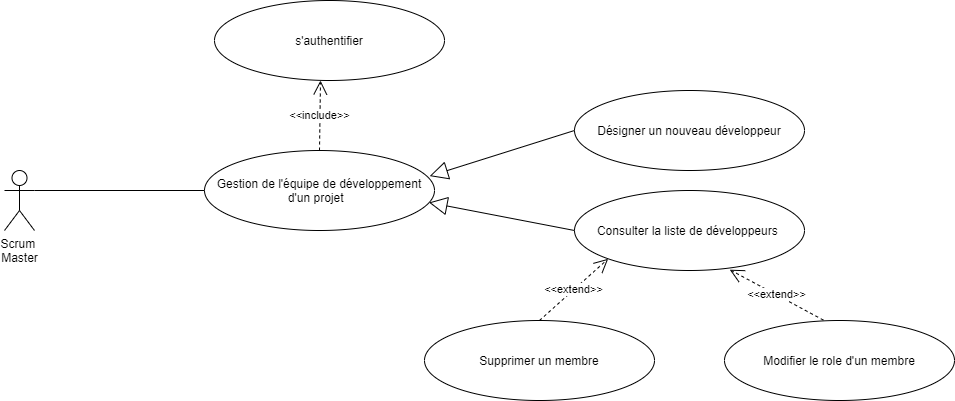 s'authentifier
<<include>>
Désigner un nouveau développeur
Gestion de l'équipe de développement
d'un projet
Scrum
Master
Consulter la liste de développeurs
<<extend>>
<<extend>>
Supprimer un membre
Modifier le role d'un membre